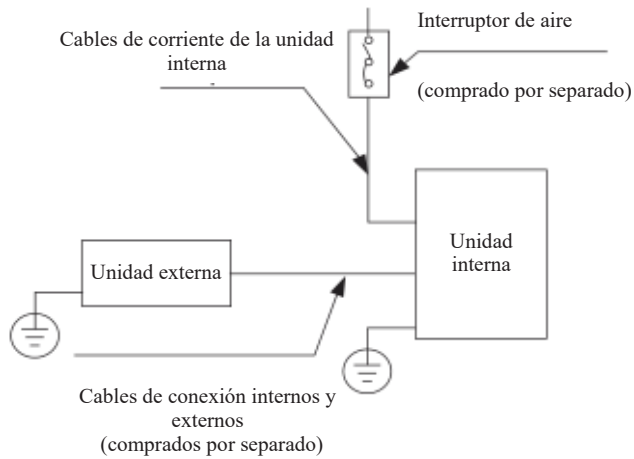 Cables de corriente de la unidad
interna
Interruptor de aire
(comprado por separado)
Unidad
interna
Unidad externa
Cables de conexión internos y
externos
(comprados por separado)